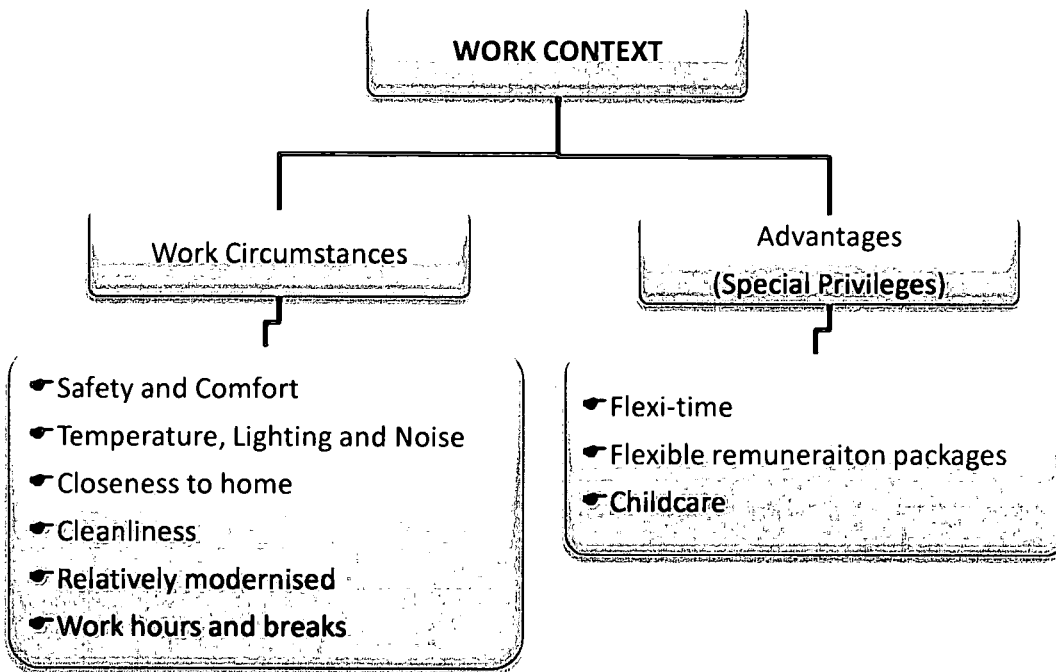 WORK CONTEXT
Work Circumstances
Advantages
(Special Privileges)
Safety and Comfort
Temperature, Lighting and Noise
Closeness to home
Cleanliness
Relatively modernised
Work hours and breaks
Flexi-time
Flexible remuneraiton packages
Childcare